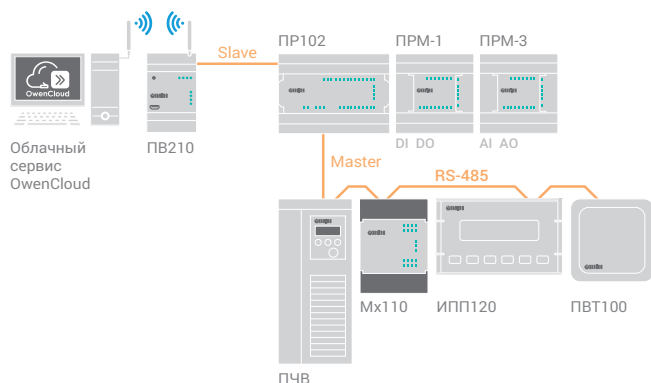 OwenCloud
Облачный
сервис
OwenCloud
ПВ210
Slave
ПР102
ПРМ-1
ПРМ-3
DI DO
AI AO
Master
RS-485
Мх110
ИПП120
ПВТ100
ПЧВ